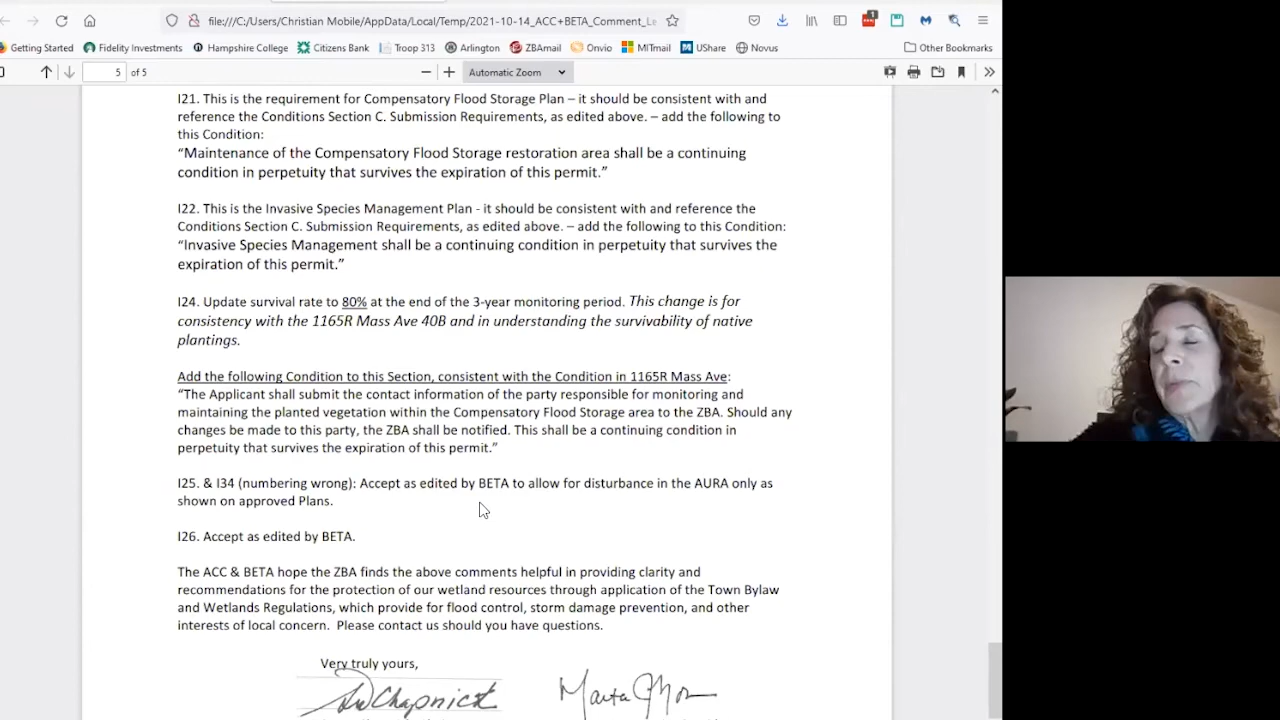 file:///C:/Users/Christian Mobile/AppData/Local/Temp/2021-10-14_ACC+BETA_Comment_Le
1
Getting Started Fidelity Investments Hampshire College Citizens Bank Troop 313 Arlington ZBAmail Onvio MITmail UShare Novus Other Bookmarks
5 of 5 Automatic Zoom
I21. This is the requirement for Compensatory Flood Storage Plan – it should be consistent with and
reference the Conditions Section C. Submission Requirements, as edited above. – add the following to
this Condition:
“Maintenance of the Compensatory Flood Storage restoration area shall be a continuing
condition in perpetuity that survives the expiration of this permit.”
I22. This is the Invasive Species Management Plan - it should be consistent with and reference the
Conditions Section C. Submission Requirements, as edited above. – add the following to this Condition:
“Invasive Species Management shall be a continuing condition in perpetuity that survives the
expiration of this permit.”
I24. Update survival rate to 80% at the end of the 3-year monitoring period. This change is for
consistency with the 1165R Mass Ave 40B and in understanding the survivability of native
plantings.
Add the following Condition to this Section, consistent with the Condition in 1165R Mass Ave:
“The Applicant shall submit the contact information of the party responsible for monitoring and
maintaining the planted vegetation within the Compensatory Flood Storage area to the ZBA. Should any
changes be made to this party, the ZBA shall be notified. This shall be a continuing condition in
perpetuity that survives the expiration of this permit.”
I25. & I34 (numbering wrong): Accept as edited by BETA to allow for disturbance in the AURA only as
shown on approved Plans.
I26. Accept as edited by BETA.
The ACC & BETA hope the ZBA finds the above comments helpful in providing clarity and
recommendations for the protection of our wetland resources through application of the Town Bylaw
and Wetlands Regulations, which provide for flood control, storm damage prevention, and other
interests of local concern. Please contact us should you have questions.
Very truly yours,
Chapnick